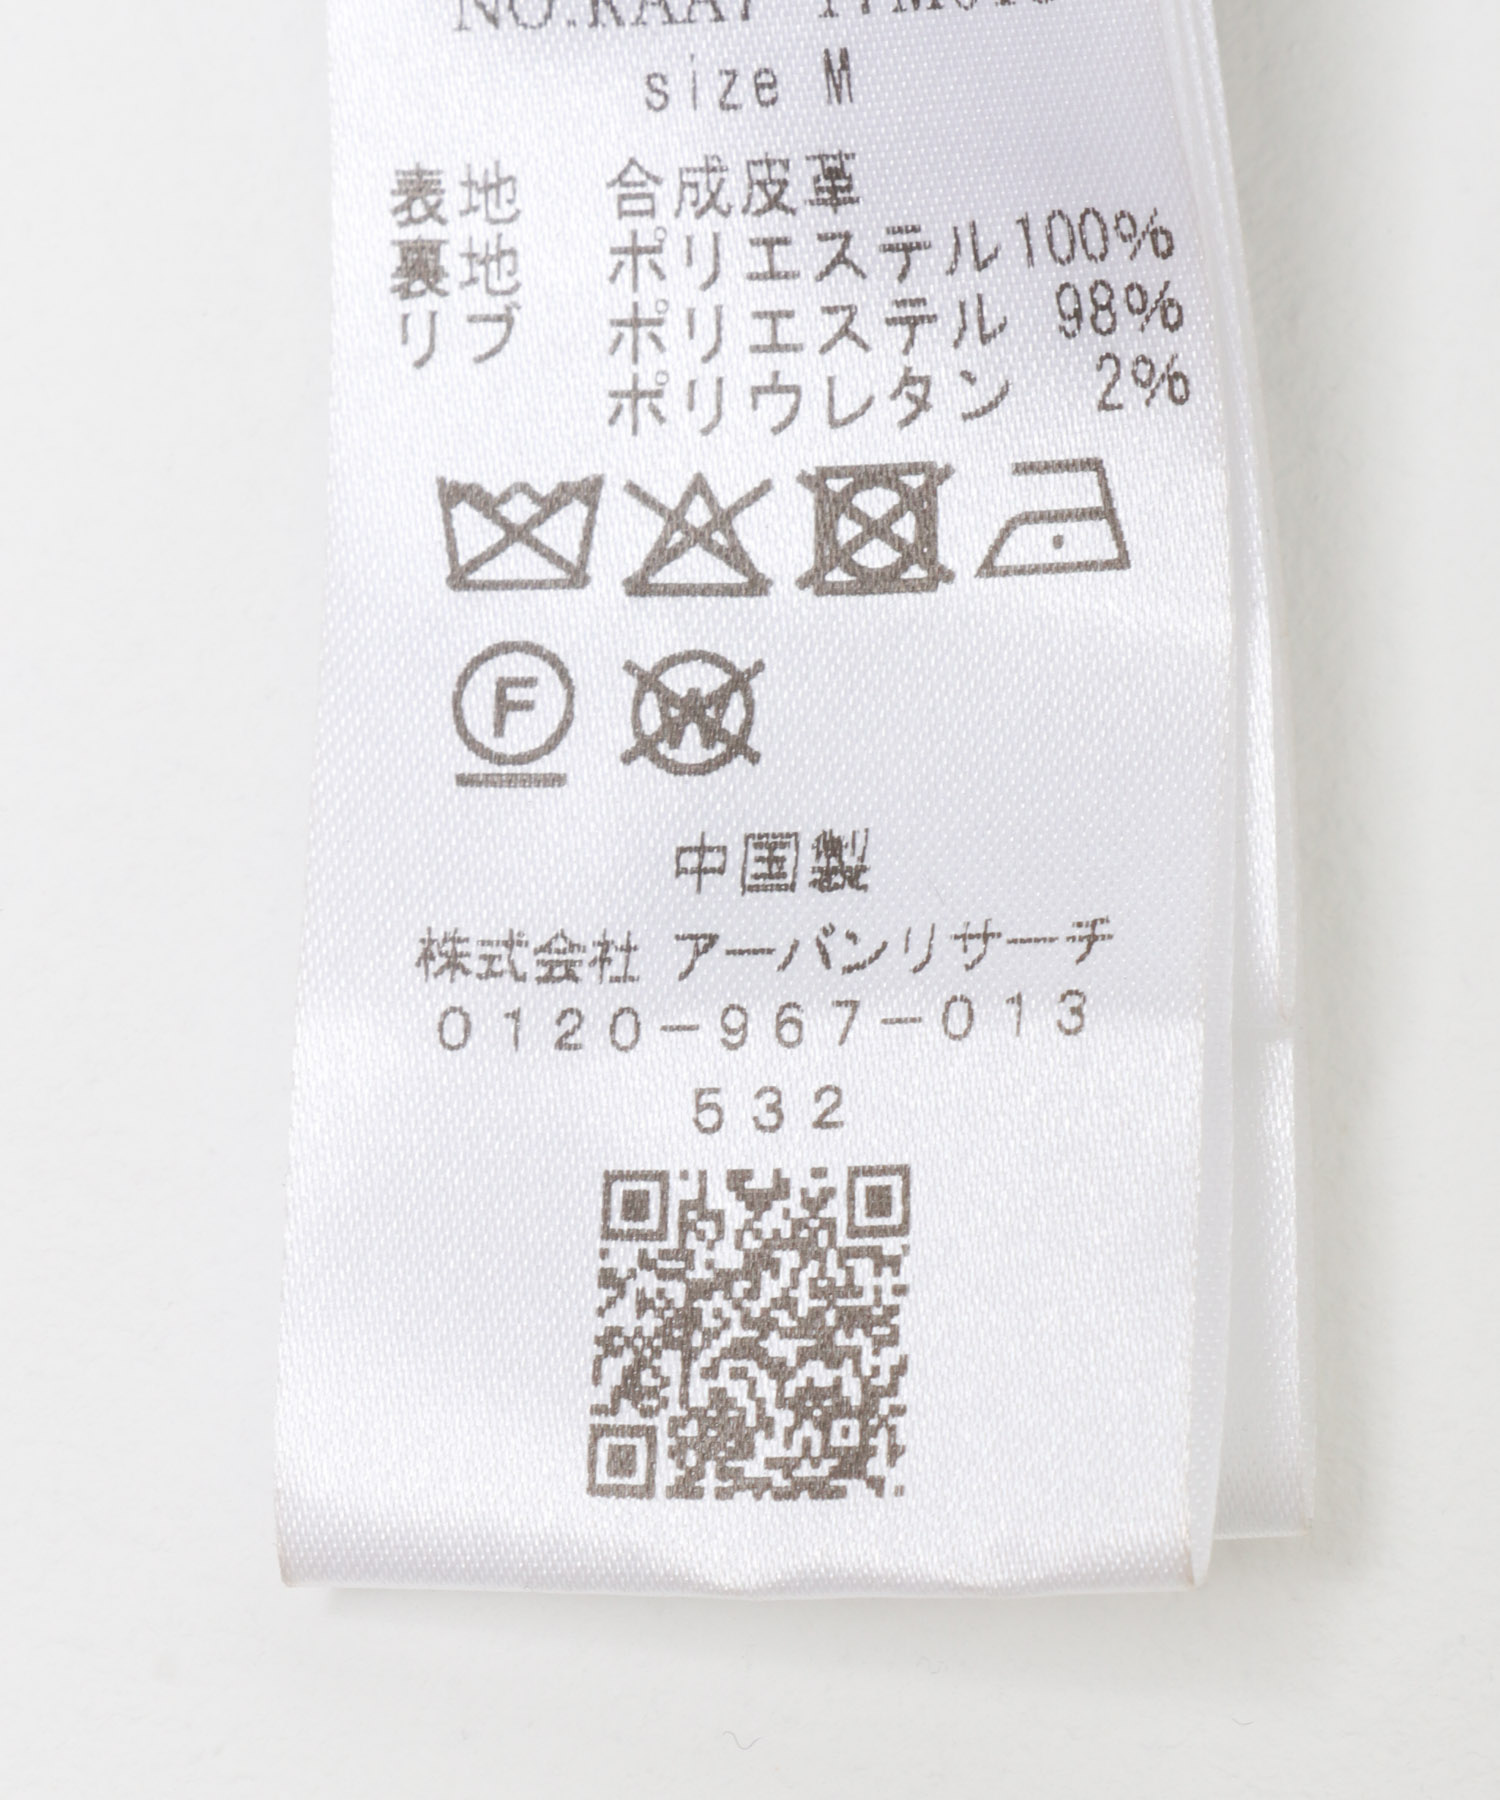 size M
表地 合成皮革
裏地 ポリエステル100%
リブ ポリエステル 98%
ポリウレタン 2%
F
W
中国製
株式会社 アーバンリサーチ
0120-967-013
532